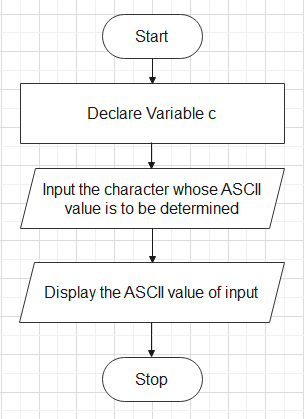 Start
Declare Variable c
Input the character whose ASCII
value is to be determined
Display the ASCII value of input
Stop